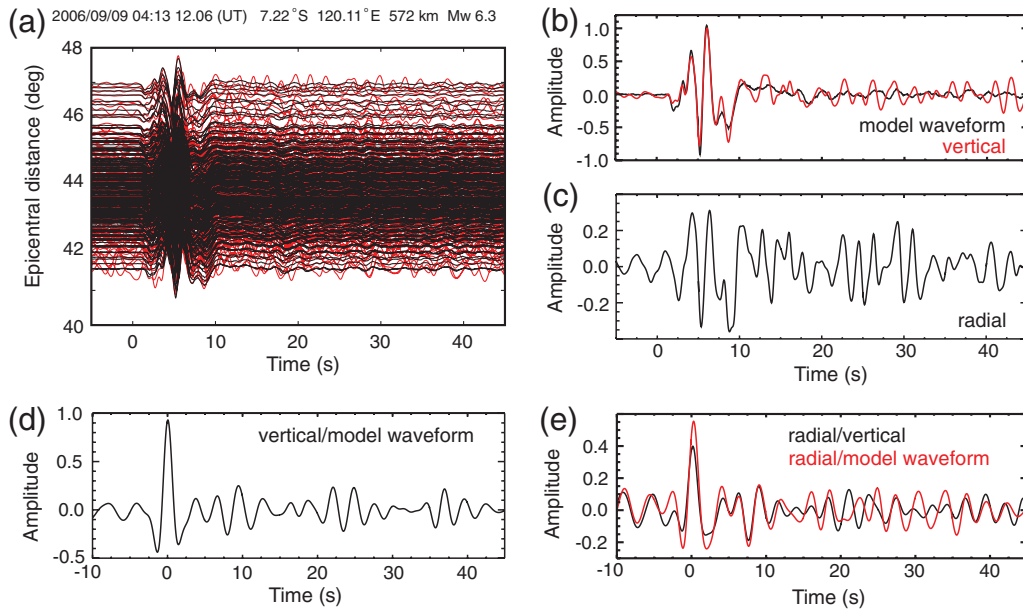 2006/09/09 04:13 12.06 (UT) 7.22°S 120.11°E 572 km Mw 6.3
(a)
48
46
44
42
40
Epicentral distance (deg)
0 10 20 30 40
Time (s)
(b)
1.0
0.5
0.0
-0.5
-1.0
Amplitude
model waveform
vertical
(c)
0.2
0.0
-0.2
Amplitude
radial
0 10 20 30 40
Time (s)
(d)
1.0
0.5
0.0
-0.5
Amplitude
vertical/model waveform
-10 0 10 20 30 40
Time (s)
(e)
0.4
0.2
0.0
-0.2
Amplitude
radial/vertical
radial/model waveform
-10 0 10 20 30 40
Time (s)